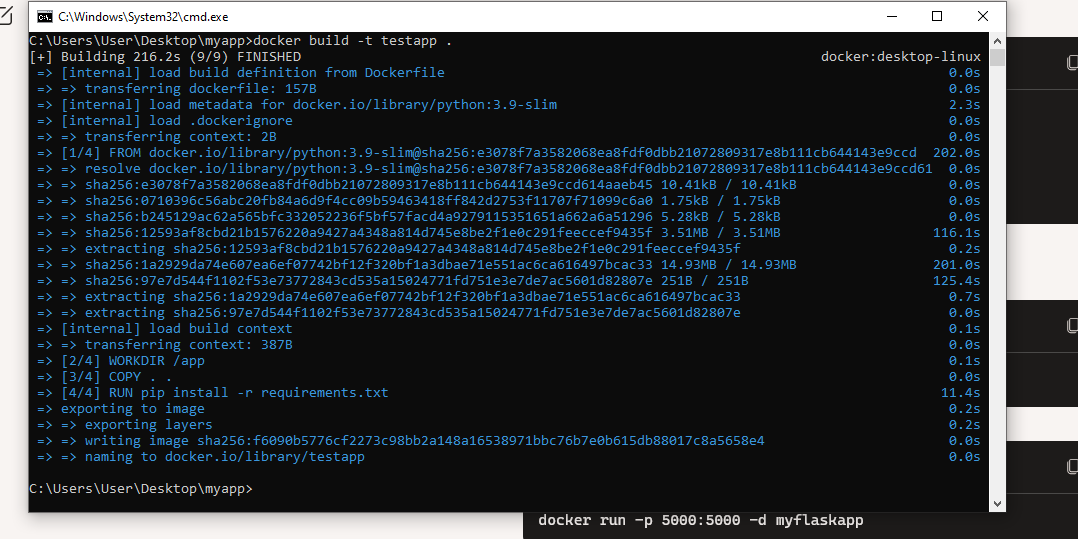 C:\Windows\System32\cmd.exe
C:\Users\User\Desktop\myapp>docker build -t testapp .
[+] Building 216.2s (9/9) FINISHED docker:desktop-linux
=> [internal] load build definition from Dockerfile 0.0s
=> => transferring dockerfile: 157B 0.0s
=> [internal] load metadata for docker.io/library/python:3.9-slim 2.3s
=> [internal] load .dockerignore 0.0s
=> => transferring context: 2B 0.0s
=> [1/4] FROM docker.io/library/python:3.9-slim@sha256:e3078f7a3582068ea8fdf0dbb21072809317e8b111cb644143e9ccd 202.0s
=> => resolve docker.io/library/python:3.9-slim@sha256:e3078f7a3582068ea8fdf0dbb21072809317e8b111cb644143e9ccd61 0.0s
=> => sha256:e3078f7a3582068ea8fdf0dbb21072809317e8b111cb644143e9ccd614aaeb45 10.41kB / 10.41kB 0.0s
=> => sha256:0710396c56abc20fb84a6d9f4cc09b59463418ff842d2753f11707f71099c6a0 1.75kB / 1.75kB 0.0s
=> => sha256:b245129ac62a565bfc332052236f5bf57facd4a9279115351651a662a6a51296 5.28kB / 5.28kB 0.0s
=> => sha256:12593af8cbd21b1576220a9427a4348a814d745e8be2f1e0c291feeccef9435f 3.51MB / 3.51MB 116.1s
=> => extracting sha256:12593af8cbd21b1576220a9427a4348a814d745e8be2f1e0c291feeccef9435f 0.2s
=> => sha256:1a2929da74e607ea6ef07742bf12f320bf1a3dbae71e551ac6ca616497bcac33 14.93MB / 14.93MB 201.0s
=> => sha256:97e7d544f1102f53e73772843cd535a15024771fd751e3e7de7ac5601d82807e 251B / 251B 125.4s
=> => extracting sha256:1a2929da74e607ea6ef07742bf12f320bf1a3dbae71e551ac6ca616497bcac33 0.7s
=> => extracting sha256:97e7d544f1102f53e73772843cd535a15024771fd751e3e7de7ac5601d82807e 0.0s
=> [internal] load build context 0.1s
=> => transferring context: 387B 0.0s
=> [2/4] WORKDIR /app 0.1s
=> [3/4] COPY . . 0.0s
=> [4/4] RUN pip install -r requirements.txt 11.4s
=> exporting to image 0.2s
=> => exporting layers 0.2s
=> => writing image sha256:f6090b5776cf2273c98bb2a148a16538971bbc76b7e0b615db88017c8a5658e4 0.0s
=> => naming to docker.io/library/testapp 0.0s
C:\Users\User\Desktop\myapp>
docker run -p 5000:5000 -d myflaskapp